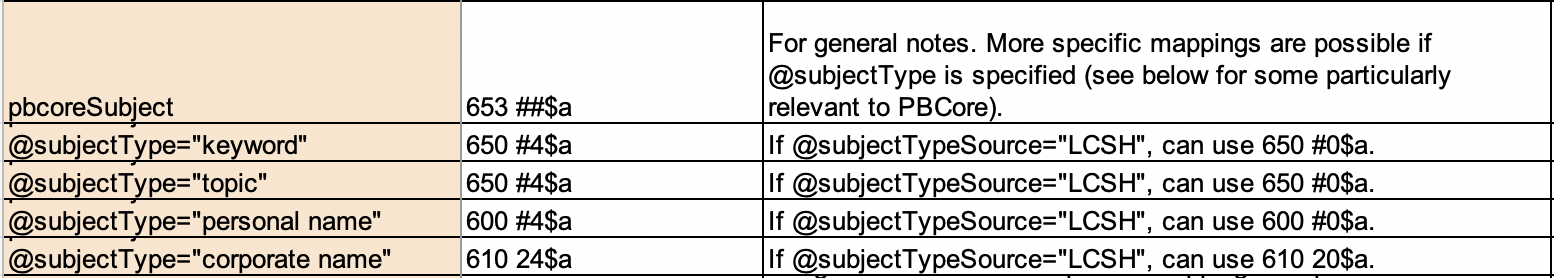 For general notes. More specific mappings are possible if
@subjectType is specified (see below for some particularly
pbcoreSubject 653 ##$a relevant to PBCore).
@subjectType="keyword" 650 #4$a If @subjectTypeSource="LCSH", can use 650 #0$a.
@subjectType="topic" 650 #4$a If @subjectTypeSource="LCSH", can use 650 #0$a.
@subjectType="personal name" 600 #4$a If @subjectTypeSource="LCSH", can use 600 #0$a.
@subjectType="corporate name" 610 24$a If @subjectTypeSource="LCSH", can use 610 20$a.